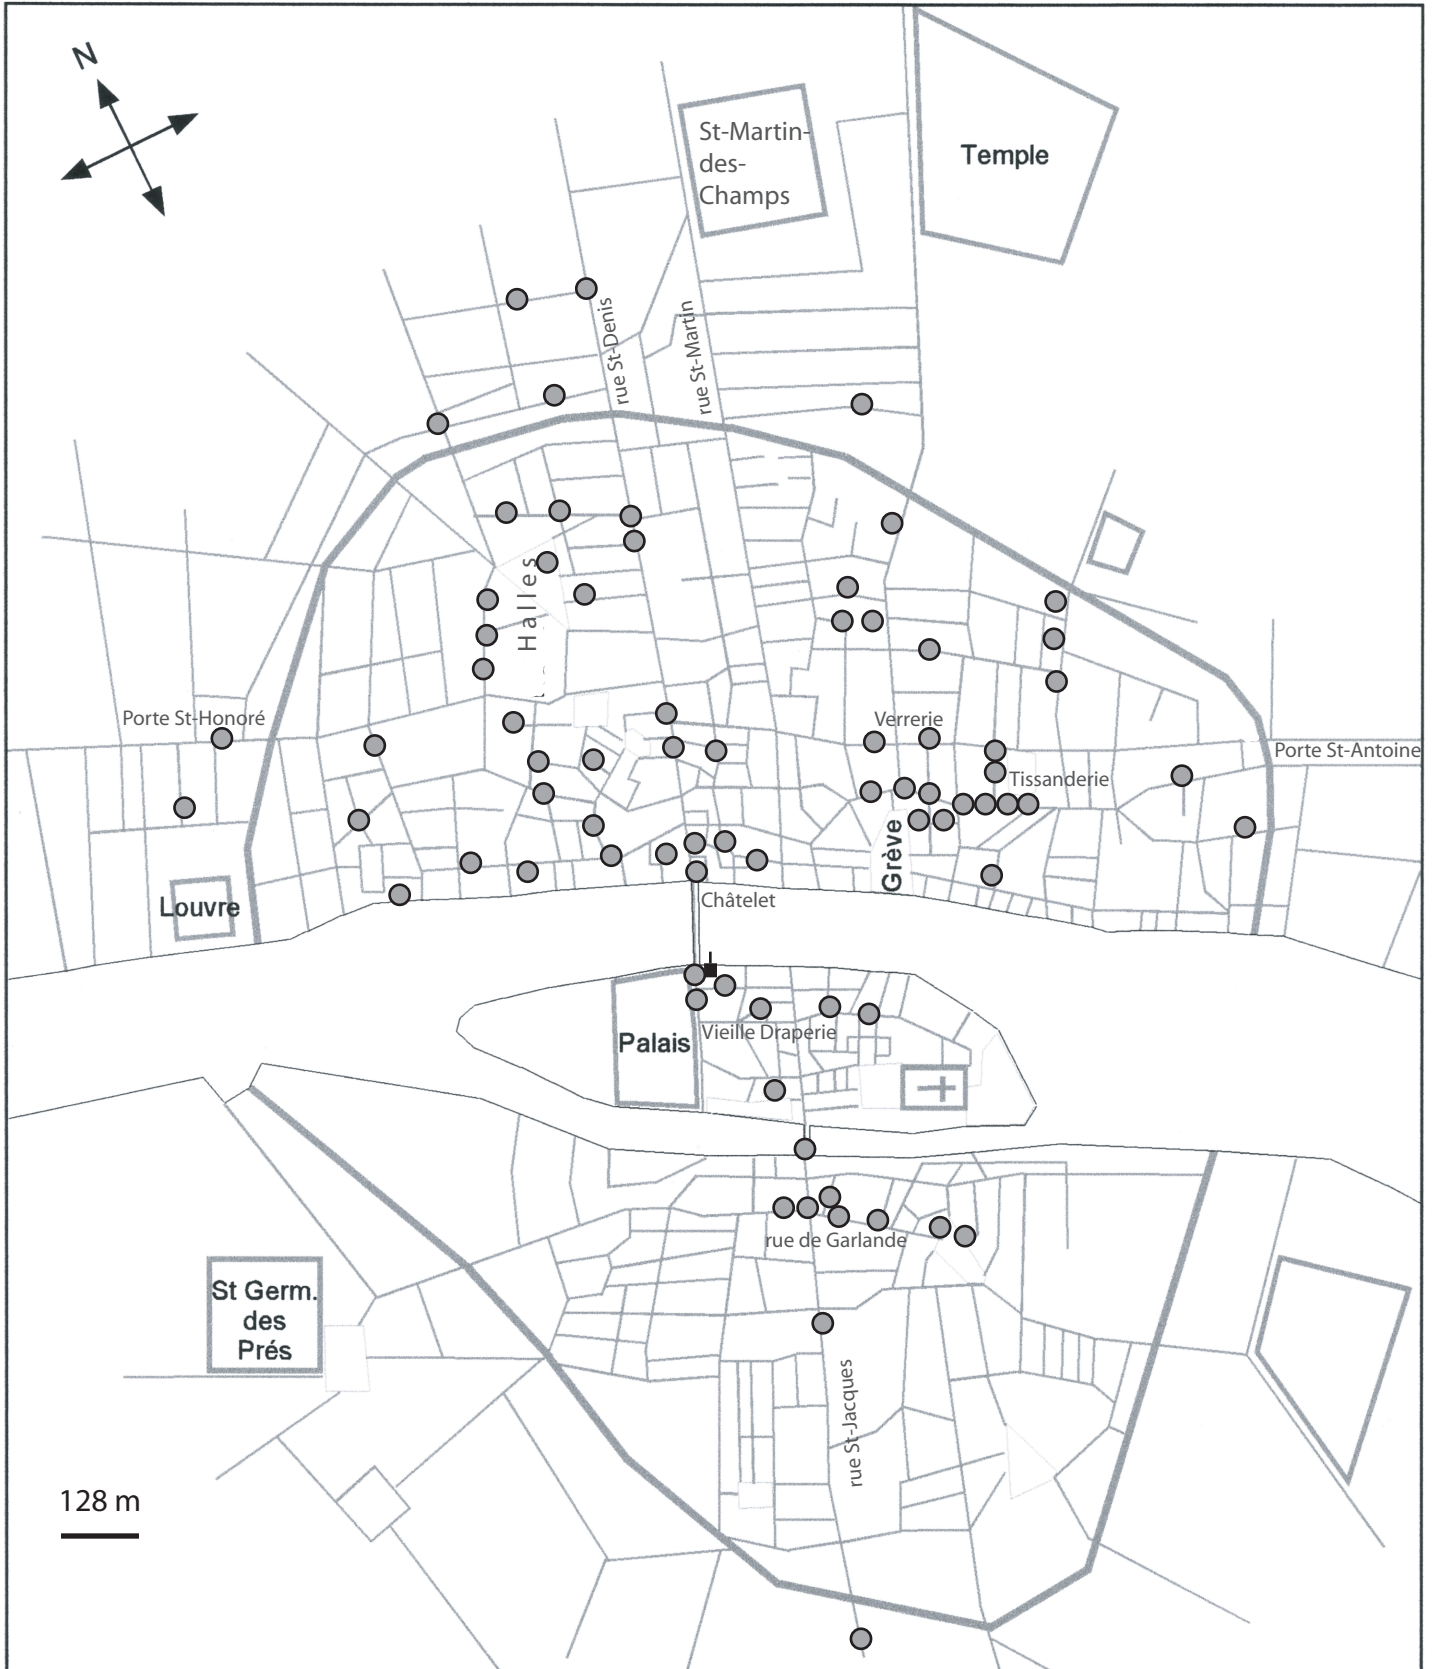 N
St-Martin-
des-
Champs
Temple
rue St-Denis
rue St-Martin
Halles
Porte St-Honoré
Verrerie
Porte St-Antoine
Tissanderie
Grève
Louvre
Châtelet
Palais
Vieille Draperie
rue de Garlande
St Germ.
des
Prés
rue St-Jacques
128 m